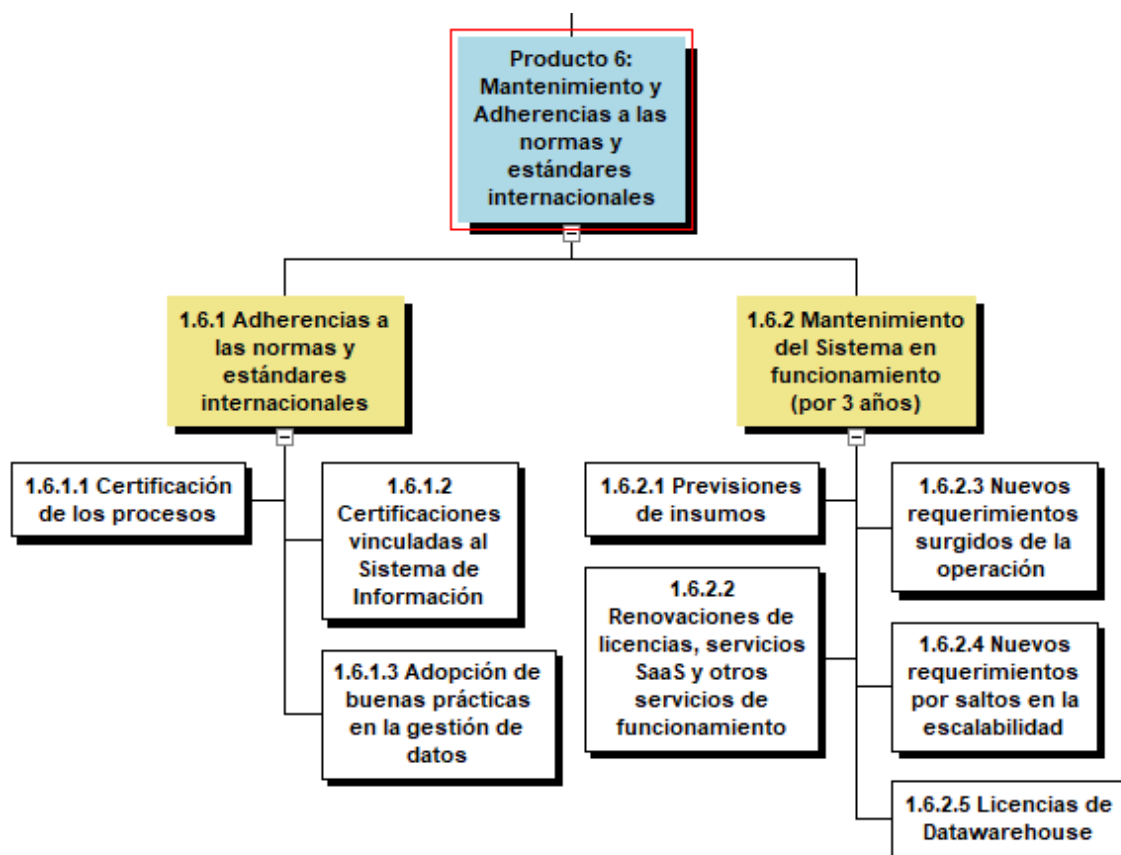 Producto 6:
Mantenimiento y
Adherencias a las
normas y
estándares
internacionales
1.6.1 Adherencias a
las normas y
estándares
internacionales
1.6.2 Mantenimiento
del Sistema en
funcionamiento
(por 3 años)
1.6.1.1 Certificación
de los procesos
1.6.1.2
Certificaciones
vinculadas al
Sistema de
Información
1.6.1.3 Adopción de
buenas prácticas
en la gestión de
datos
1.6.2.1 Previsiones
de insumos
1.6.2.2
Renovaciones de
licencias, servicios
SaaS y otros
servicios de
funcionamiento
1.6.2.3 Nuevos
requerimientos
surgidos de la
operación
1.6.2.4 Nuevos
requerimientos
por saltos en la
escalabilidad
1.6.2.5 Licencias de
Datawarehouse